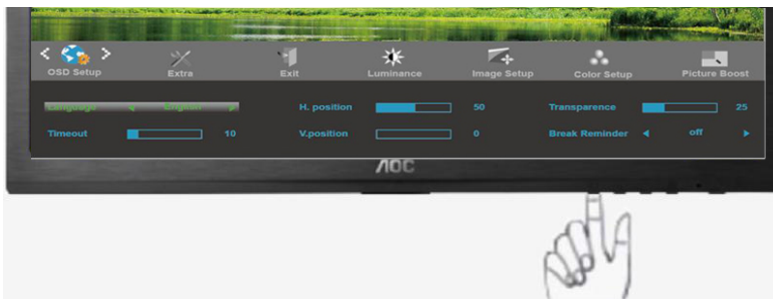 OSD Setup Extra Exit Luminance Image Setup Color Setup Picture Boost
Language English H. position 50 Transparence 25
Timeout 10 V.position 0 Break Reminder off
AOC